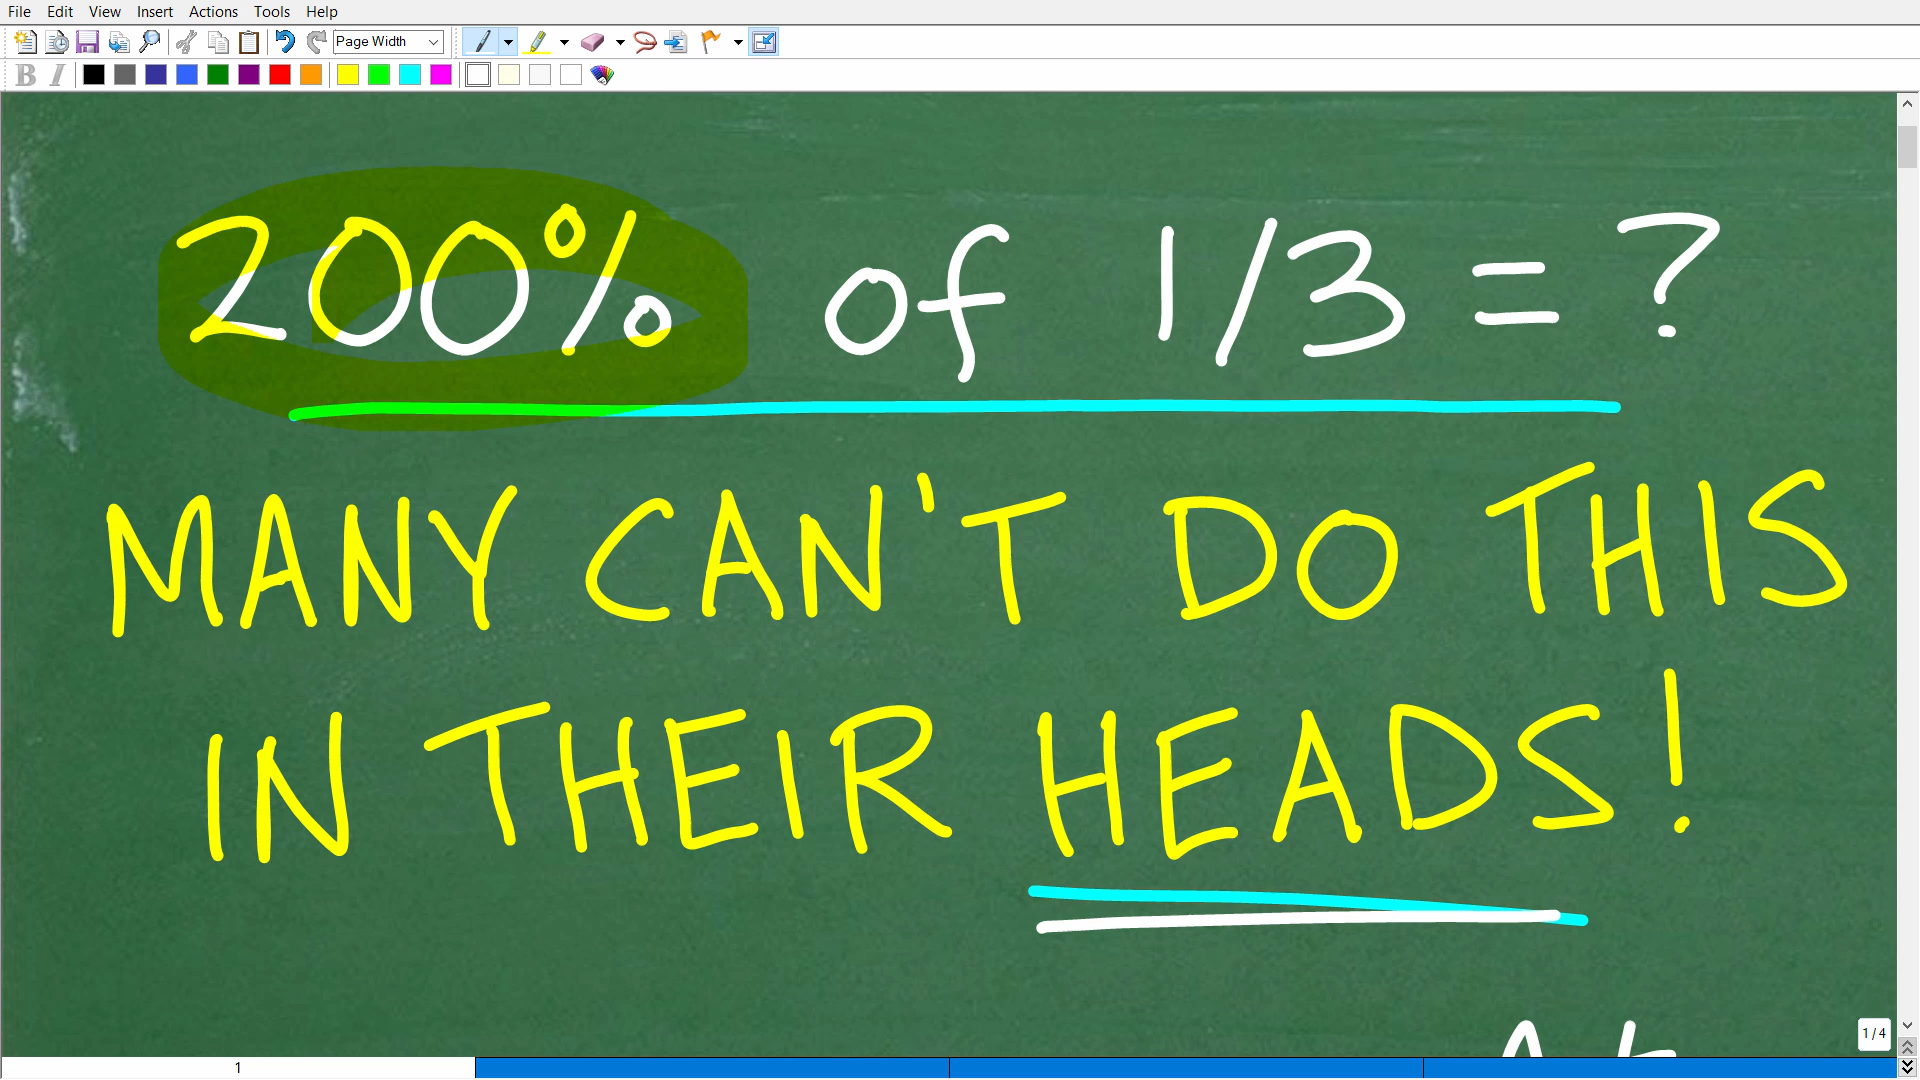 File Edit View Insert Actions Tools Help
Page Width
B I
200% of 1/3 = ?
MANY CAN'T DO THIS
IN THEIR HEADS!
1 / 4
1